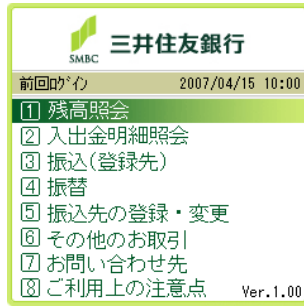 SMBC 三井住友銀行
前回ﾛｸﾞｲﾝ 2007/04/15 10:00
1 残高照会
2 入出金明細照会
3 振込(登録先)
4 振替
5 振込先の登録・変更
6 その他のお取引
7 お問い合わせ先
8 ご利用上の注意点 Ver.1.00